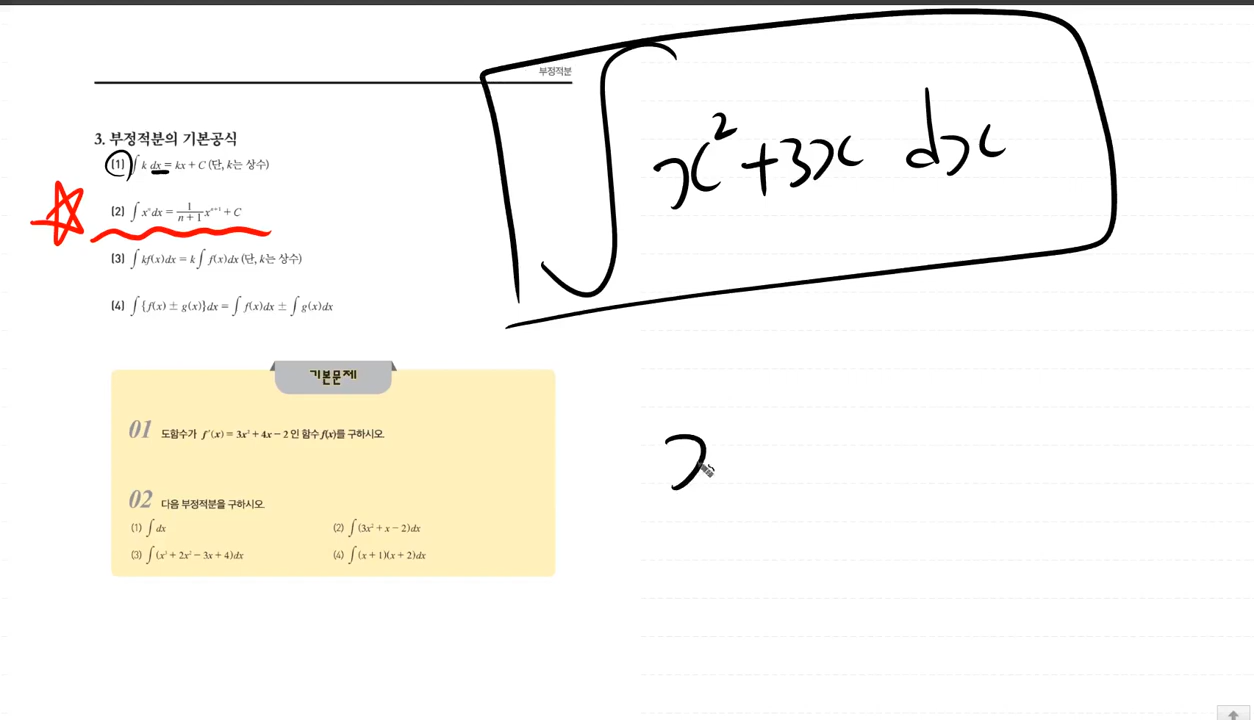 부정적분
∫ x² + 3x dx
3. 부정적분의 기본공식
(1) ∫ k dx = kx + C (단, k는 상수)
(2) ∫ xⁿdx = 1/(n+1) xⁿ⁺¹ + C
(3) ∫ kf(x)dx = k∫ f(x)dx (단, k는 상수)
(4) ∫ {f(x) ± g(x)}dx = ∫ f(x)dx ± ∫ g(x)dx
기본문제
01 도함수가 f′(x) = 3x² + 4x − 2 인 함수 f(x)를 구하시오.
02 다음 부정적분을 구하시오.
(1) ∫ dx (2) ∫ (3x² + x − 2)dx
(3) ∫ (x³ + 2x² − 3x + 4)dx (4) ∫ (x + 1)(x + 2)dx